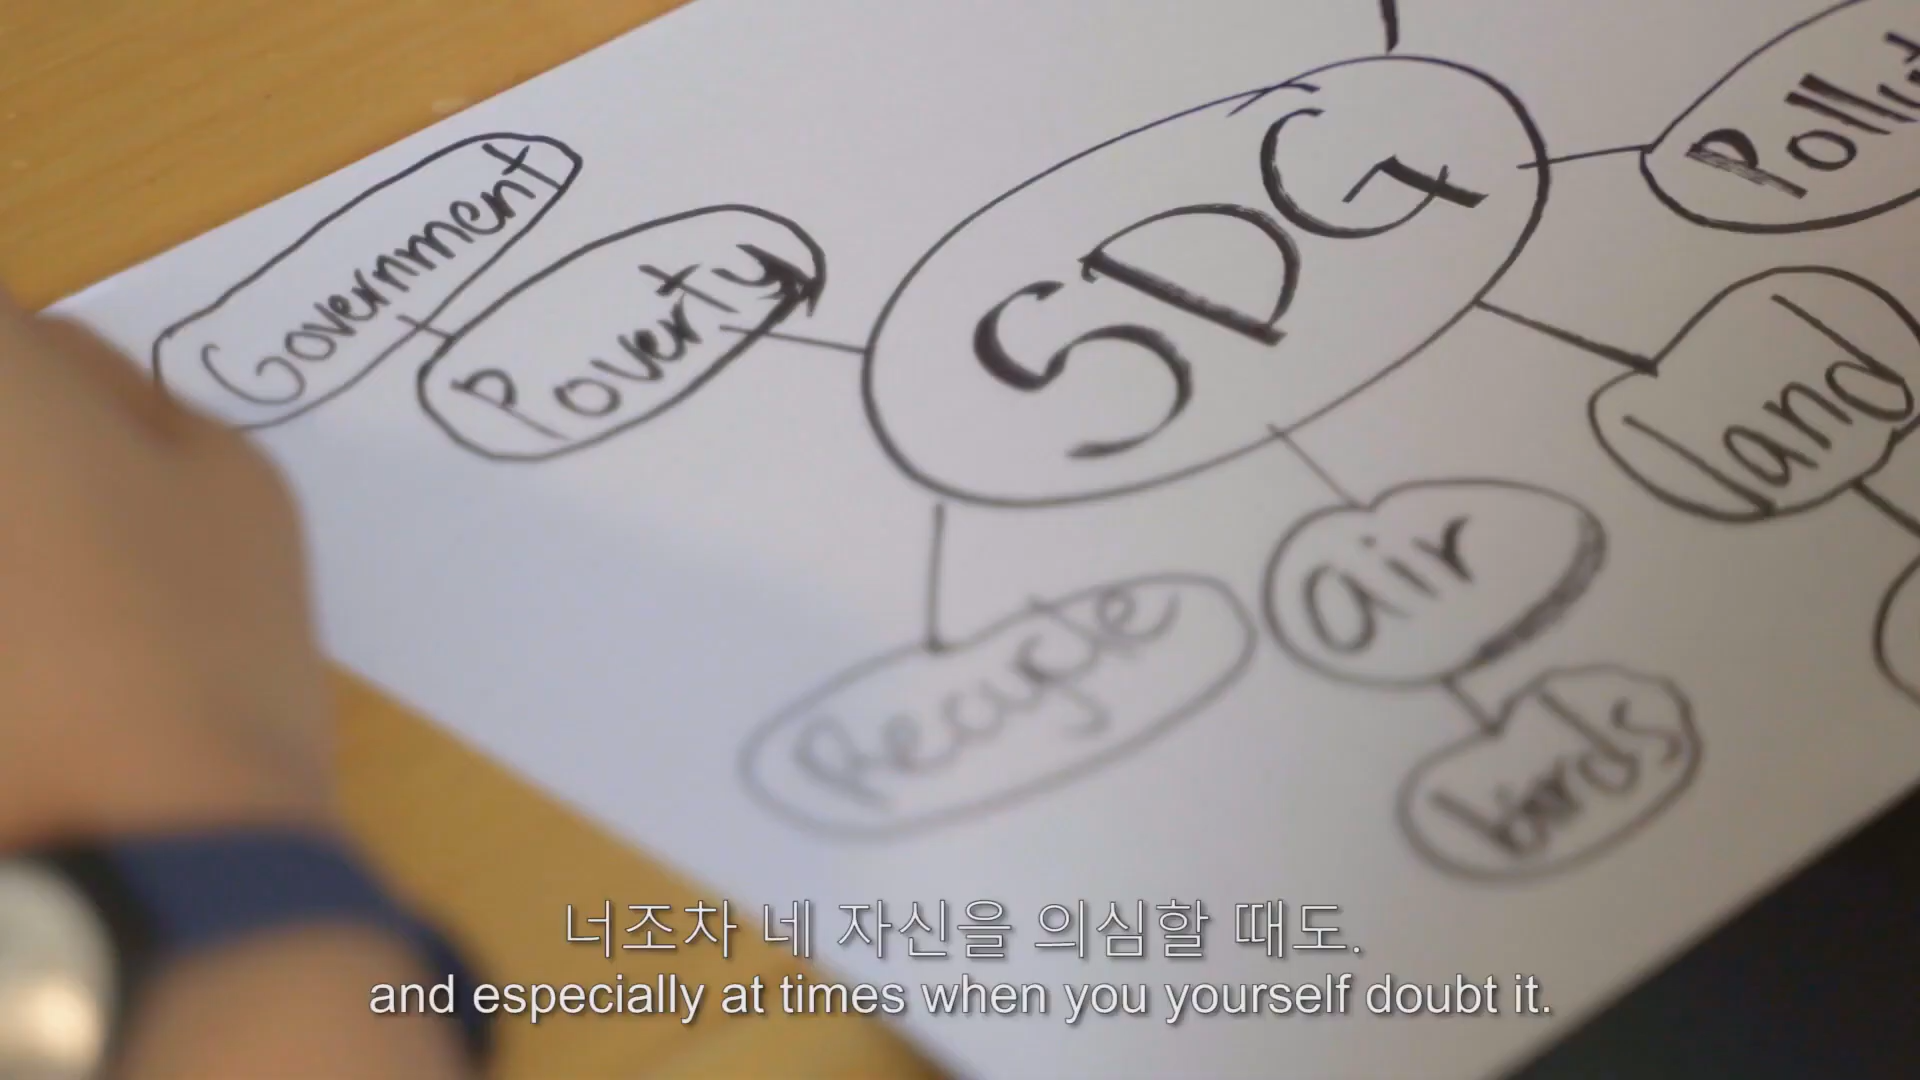 Government
Poverty
SDG
Land
air
Recycle
birds
너조차 네 자신을 의심할 때도.
and especially at times when you yourself doubt it.